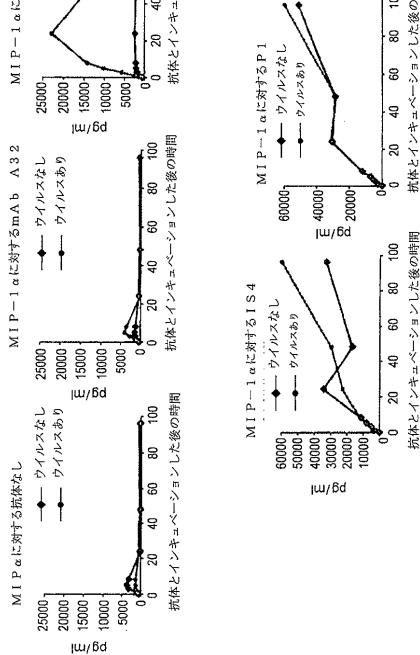 MIPαに対する抗体なし
ウイルスなし
ウイルスあり
pg/ml
25000
20000
15000
10000
5000
0
0 20 40 60 80 100
抗体とインキュベーションした後の時間
MIP-1αに対するmAb A32
ウイルスなし
ウイルスあり
pg/ml
25000
20000
15000
10000
5000
0
0 20 40 60 80 100
抗体とインキュベーションした後の時間
MIP-1αに
pg/ml
25000
20000
15000
10000
5000
0
0 20 40
抗体とインキュ
MIP-1αに対するIS4
ウイルスなし
ウイルスあり
pg/ml
60000
50000
40000
30000
20000
10000
0
0 20 40 60 80 100
抗体とインキュベーションした後の時間
MIP-1αに対するP1
ウイルスなし
ウイルスあり
pg/ml
60000
40000
20000
0
0 20 40 60 80 100
抗体とインキュベーションした後の